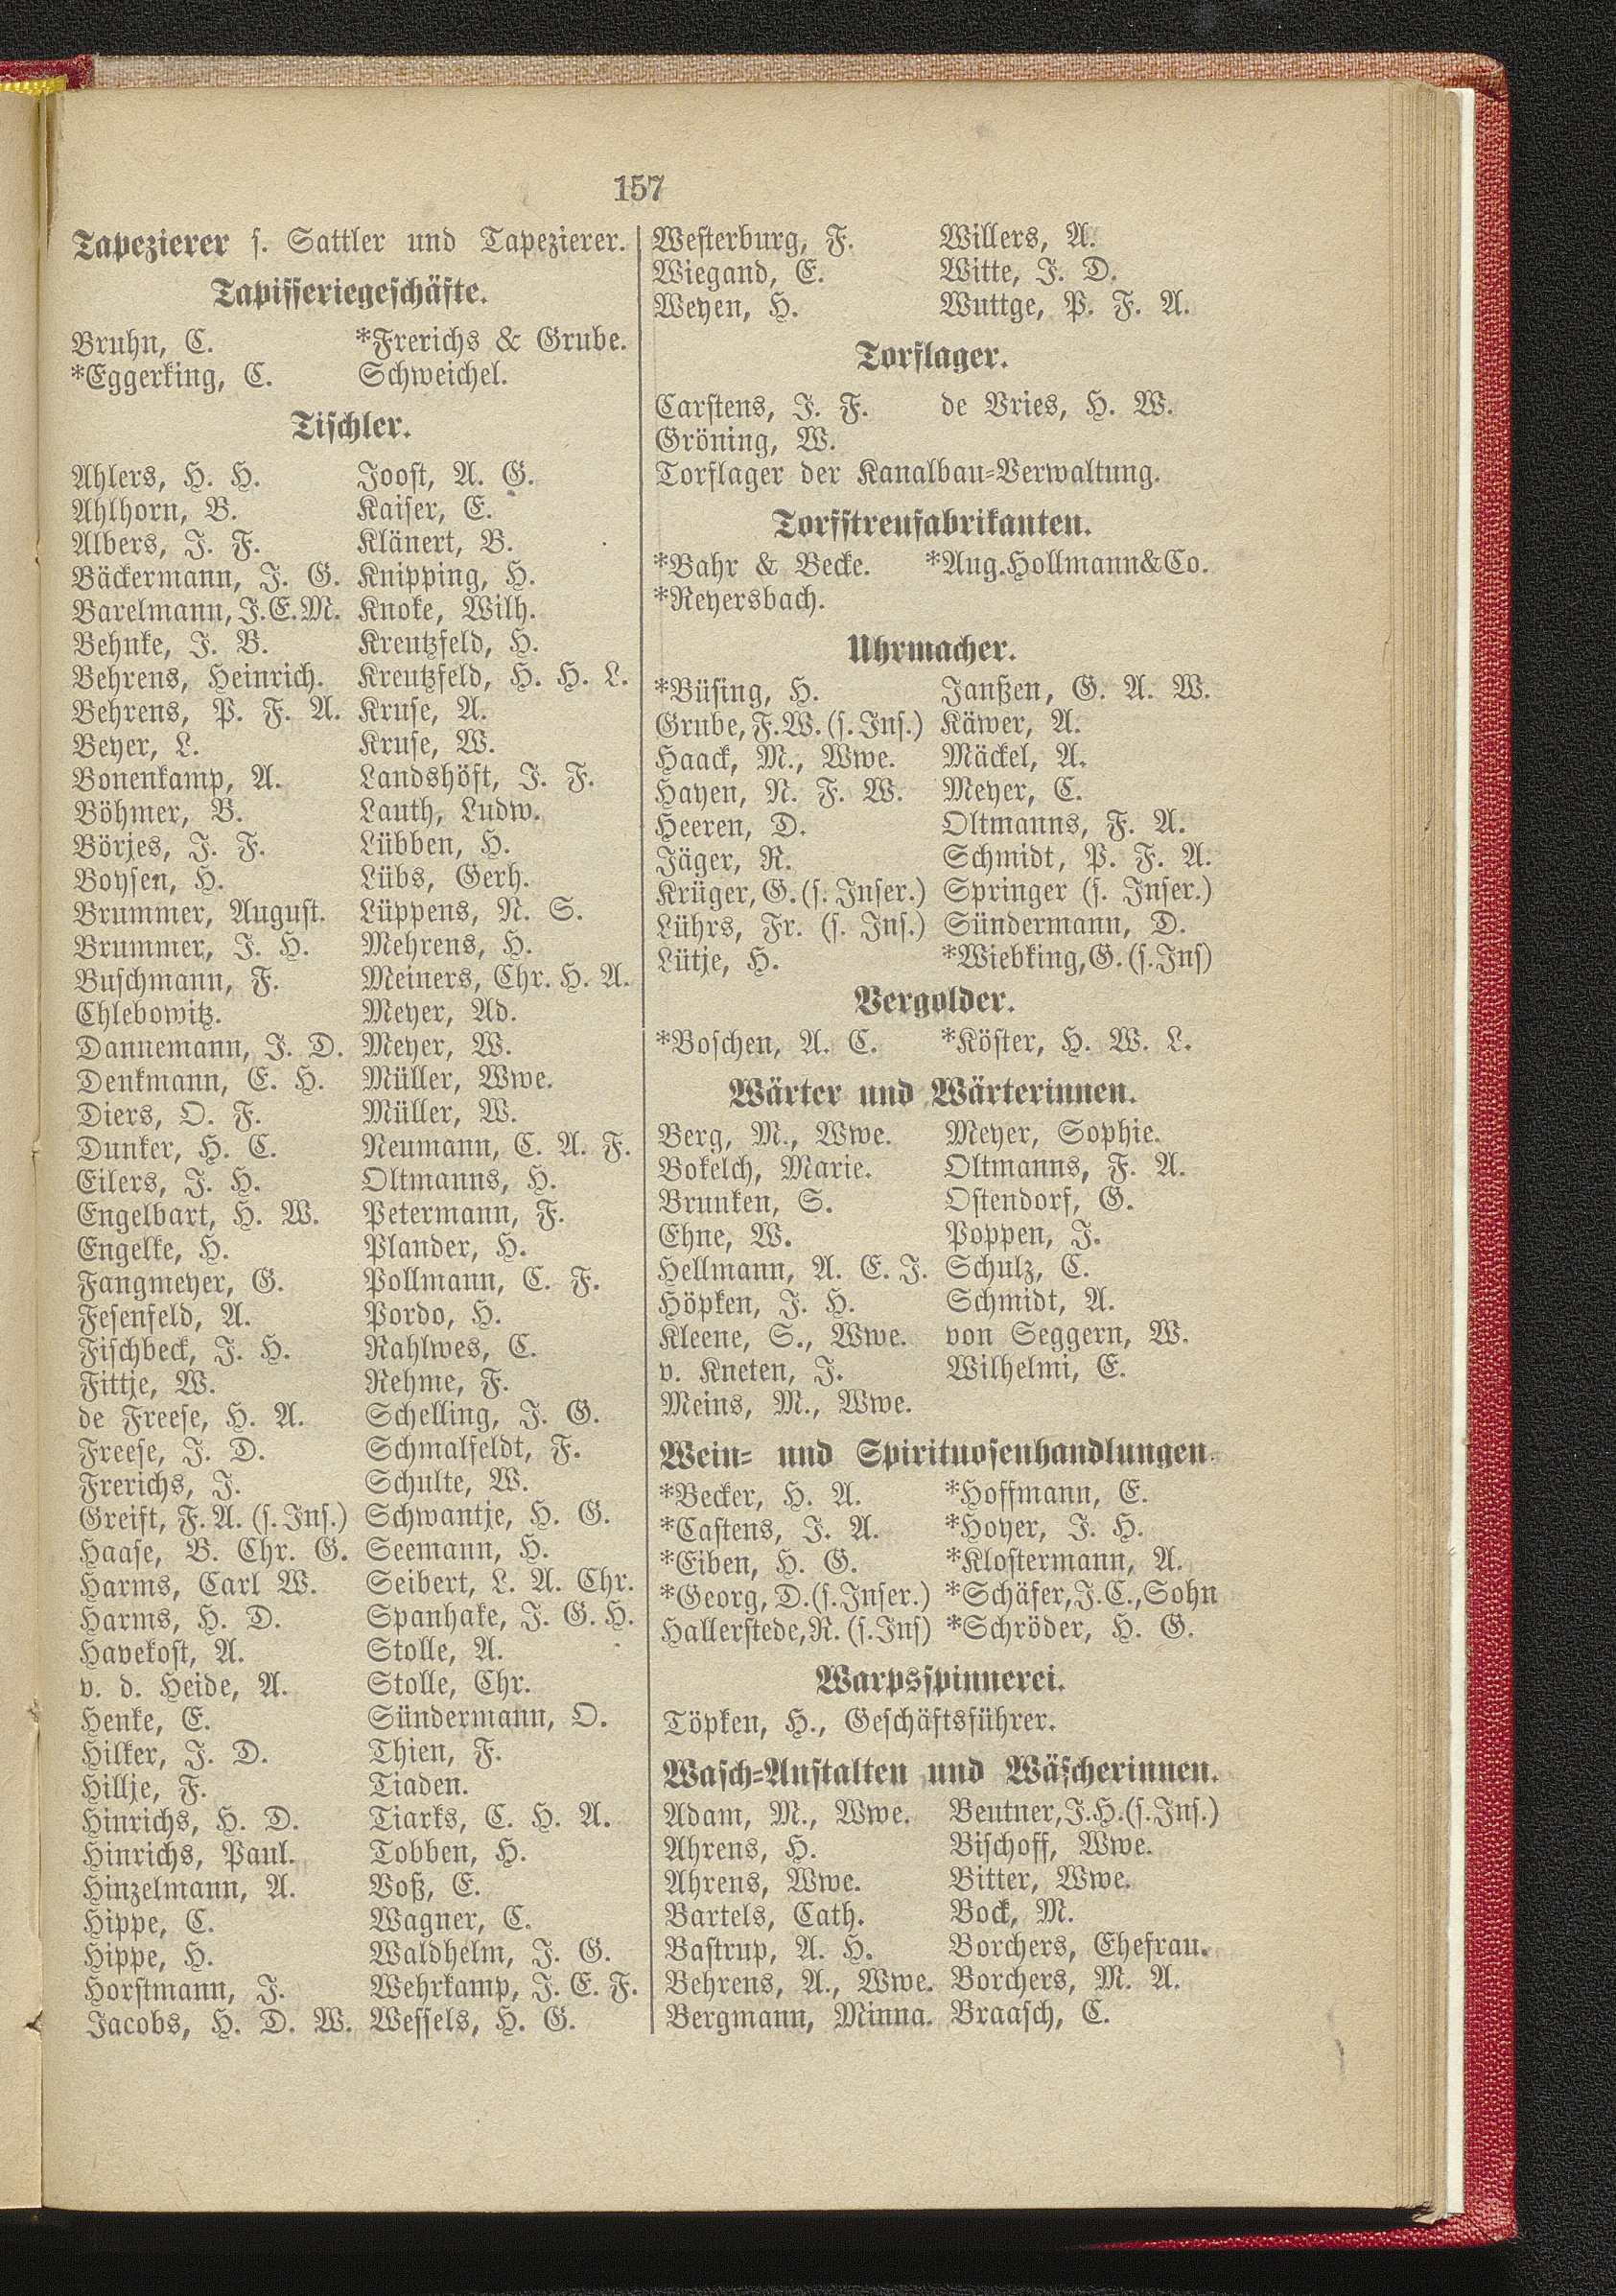 157
Tapezierer s. Sattler und Tapezierer.
Tapisseriegeschäfte.
Bruhn, C.
*Eggerking, C.
*Frerichs & Grube.
Schweichel.
Tischler.
Ahlers, H. H.
Ahlhorn, B.
Albers, J. F.
Bäckermann, J. G.
Barelmann, J. E. M.
Behnke, J. B.
Behrens, Heinrich.
Behrens, P. F. A.
Beyer, L.
Bonenkamp, A.
Böhmer, B.
Börjes, J. F.
Boysen, H.
Brummer, August.
Brummer, J. H.
Buschmann, F.
Chlebowitz.
Dannemann, J. D.
Denkmann, E. H.
Diers, O. F.
Dunker, H. C.
Eilers, J. H.
Engelbart, H. W.
Engelke, H.
Fangmeyer, G.
Fesenfeld, A.
Fischbeck, J. H.
Fittje, W.
de Freese, H. A.
Freese, J. D.
Frerichs, J.
Greift, F. A. (s. Ins.)
Haase, B. Chr. G.
Harms, Carl W.
Harms, H. D.
Havekost, A.
v. d. Heide, A.
Henke, E.
Hilker, J. D.
Hillje, F.
Hinrichs, H. D.
Hinrichs, Paul.
Hinzelmann, A.
Hippe, C.
Hippe, H.
Horstmann, J.
Jacobs, H. D. W.
Joost, A. G.
Kaiser, E.
Klänert, B.
Knipping, H.
Knoke, Wilh.
Kreutzfeld, H.
Kreutzfeld, H. H. L.
Kruse, A.
Kruse, W.
Landshöft, J. F.
Lauth, Ludw.
Lübben, H.
Lübs, Gerh.
Lüppens, N. S.
Mehrens, H.
Meiners, Chr. H. A.
Meyer, Ad.
Meyer, W.
Müller, Wwe.
Müller, W.
Neumann, C. A. F.
Oltmanns, H.
Petermann, F.
Plander, H.
Pollmann, C. F.
Pordo, H.
Rahlwes, C.
Rehme, F.
Schelling, J. G.
Schmalfeldt, F.
Schulte, W.
Schwantje, H. G.
Seemann, H.
Seibert, L. A. Chr.
Spanhake, J. G. H.
Stolle, A.
Stolle, Chr.
Sündermann, O.
Thien, F.
Tiaden.
Tiarks, C. H. A.
Tobben, H.
Voß, E.
Wagner, C.
Waldhelm, J. G.
Wehrkamp, J. E. F.
Wessels, H. G.
Westerburg, F.
Wiegand, E.
Weyen, H.
Willers, A.
Witte, J. D.
Wuttge, P. F. A.
Torflager.
Carstens, J. F.
de Vries, H. W.
Gröning, W.
Torflager der Kanalbau-Verwaltung.
Torfstreufabrikanten.
*Bahr & Becke.
*Aug. Hollmann & Co.
*Reyersbach.
Uhrmacher.
*Büsing, H.
Grube, F. W. (s. Ins.)
Haack, M., Wwe.
Hayen, N. F. W.
Heeren, D.
Jäger, R.
Krüger, G. (s. Inser.)
Lührs, Fr. (s. Ins.)
Lütje, H.
Janßen, G. A. W.
Käwer, A.
Mäckel, A.
Meyer, C.
Oltmanns, F. A.
Schmidt, P. F. A.
Springer (s. Inser.)
Sündermann, D.
*Wiebking, G. (s. Ins)
Vergolder.
*Boschen, A. C.
*Köster, H. W. L.
Wärter und Wärterinnen.
Berg, M., Wwe.
Bokelch, Marie.
Brunken, S.
Ehne, W.
Hellmann, A. E. J.
Höpken, J. H.
Kleene, S., Wwe.
v. Kneten, J.
Meins, M., Wwe.
Meyer, Sophie.
Oltmanns, F. A.
Ostendorf, G.
Poppen, J.
Schulz, C.
Schmidt, A.
von Seggern, W.
Wilhelmi, E.
Wein- und Spirituosenhandlungen.
*Becker, H. A.
*Castens, J. A.
*Eiben, H. G.
*Georg, D. (s. Inser.)
Hallerstede, R. (s. Ins)
*Hoffmann, E.
*Hoyer, J. H.
*Klostermann, A.
*Schäfer, J. C., Sohn
*Schröder, H. G.
Warpsspinnerei.
Töpken, H., Geschäftsführer.
Wasch-Anstalten und Wäscherinnen.
Adam, M., Wwe.
Ahrens, H.
Ahrens, Wwe.
Bartels, Cath.
Bastrup, A. H.
Behrens, A., Wwe.
Bergmann, Minna.
Beutner, J. H. (s. Ins.)
Bischoff, Wwe.
Bitter, Wwe.
Bock, M.
Borchers, Ehefrau.
Borchers, M. A.
Braasch, C.